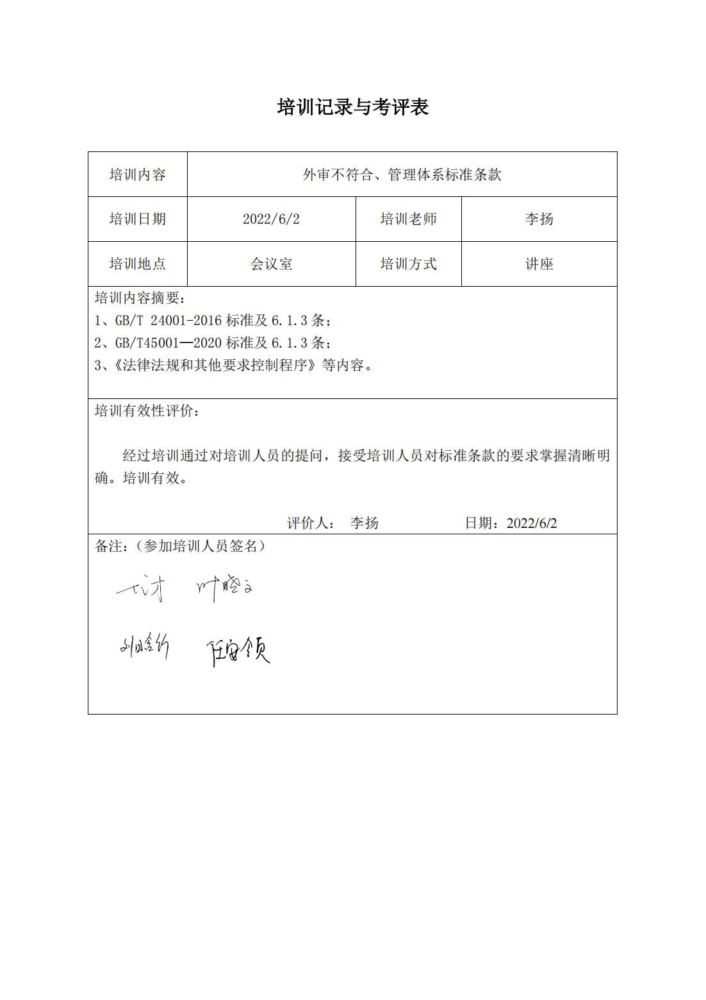 培训记录与考评表
培训内容 外审不符合、管理体系标准条款
培训日期 2022/6/2 培训老师 李扬
培训地点 会议室 培训方式 讲座
培训内容摘要：
1、GB/T 24001-2016 标准及 6.1.3 条；
2、GB/T45001—2020 标准及 6.1.3 条；
3、《法律法规和其他要求控制程序》等内容。
培训有效性评价：
经过培训通过对培训人员的提问，接受培训人员对标准条款的要求掌握清晰明
确。培训有效。
评价人： 李扬 日期：2022/6/2
备注：（参加培训人员签名）
叶晓文